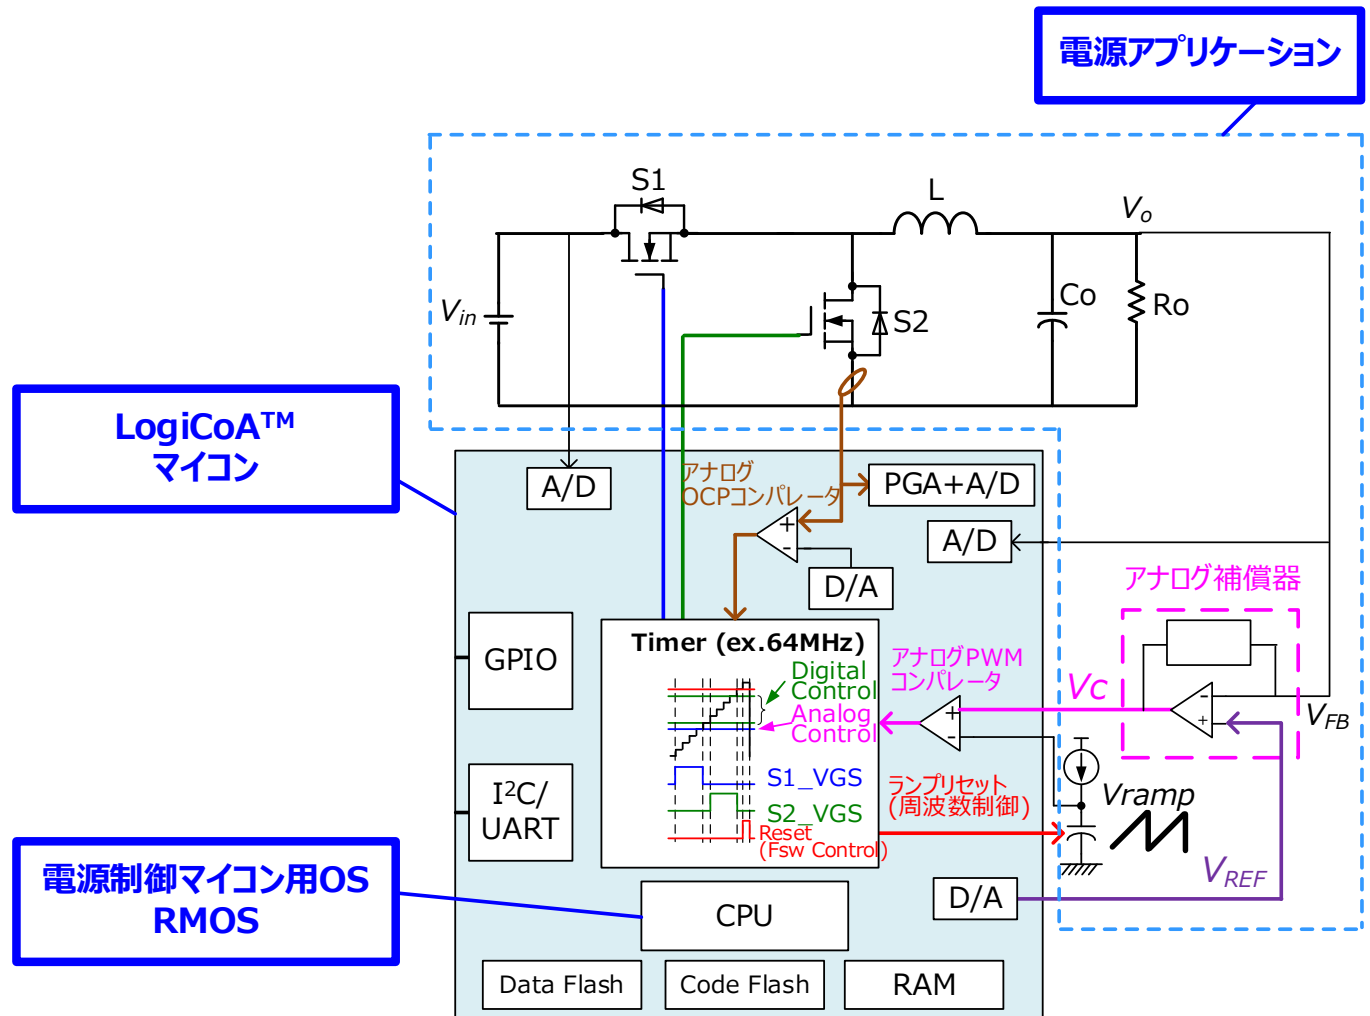 電源アプリケーション
S1
L
Vo
Vin
S2
Co
Ro
LogiCoA™
マイコン
A/D
アナログ
OCPコンパレータ
PGA+A/D
A/D
D/A
アナログ補償器
GPIO
Timer (ex.64MHz)
Digital
Control
Analog
Control
アナログPWM
コンパレータ
Vc
VFB
+
-
+
-
-
+
S1_VGS
S2_VGS
Reset
(Fsw Control)
ランプリセット
(周波数制御)
Vramp
I²C/
UART
VREF
電源制御マイコン用OS
RMOS
CPU
D/A
Data Flash
Code Flash
RAM